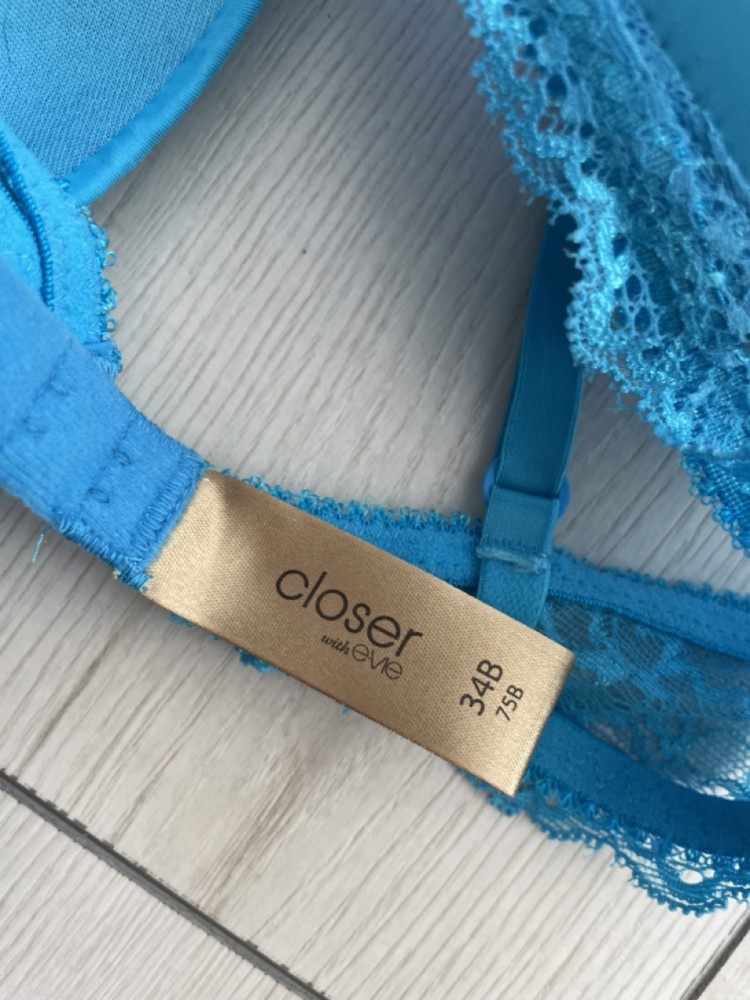 closer
with evie
34B
75B